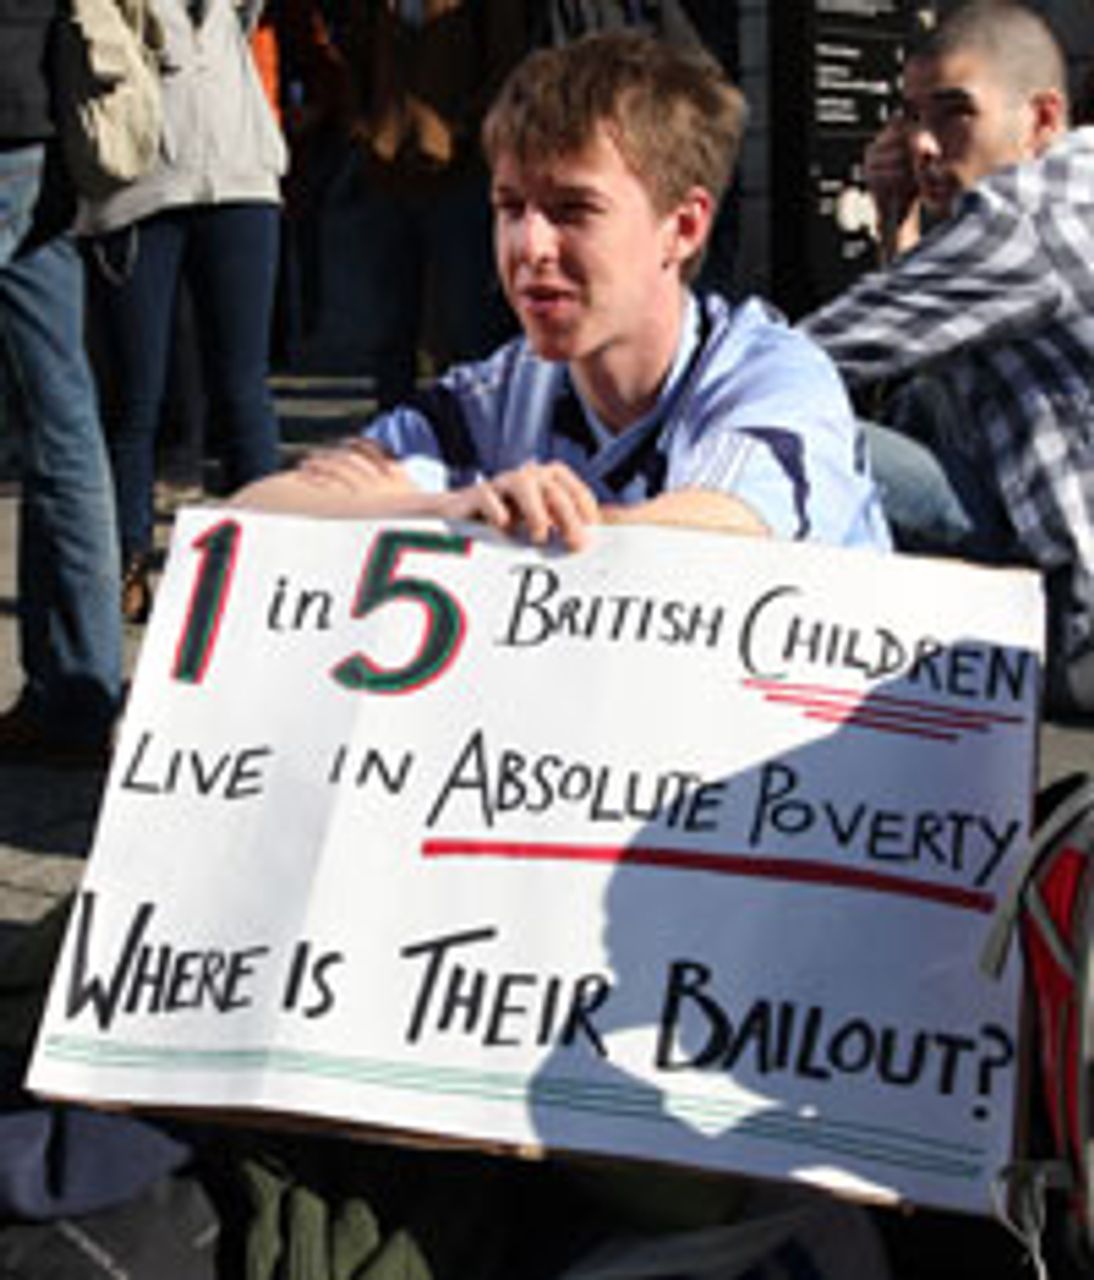 1 in 5 BRITISH CHILDREN
LIVE IN ABSOLUTE POVERTY
WHERE IS THEIR BAILOUT?